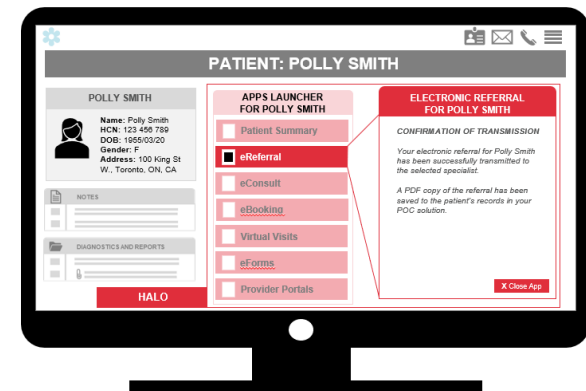 PATIENT: POLLY SMITH
POLLY SMITH
Name: Polly Smith
HCN: 123 456 789
DOB: 1955/03/20
Gender: F
Address: 100 King St
W., Toronto, ON, CA
NOTES
DIAGNOSTICS AND REPORTS
HALO
APPS LAUNCHER
FOR POLLY SMITH
Patient Summary
eReferral
eConsult
eBooking
Virtual Visits
eForms
Provider Portals
ELECTRONIC REFERRAL
FOR POLLY SMITH
CONFIRMATION OF TRANSMISSION
Your electronic referral for Polly Smith
has been successfully transmitted to
the selected specialist.
A PDF copy of the referral has been
saved to the patient's records in your
POC solution.
X Close App